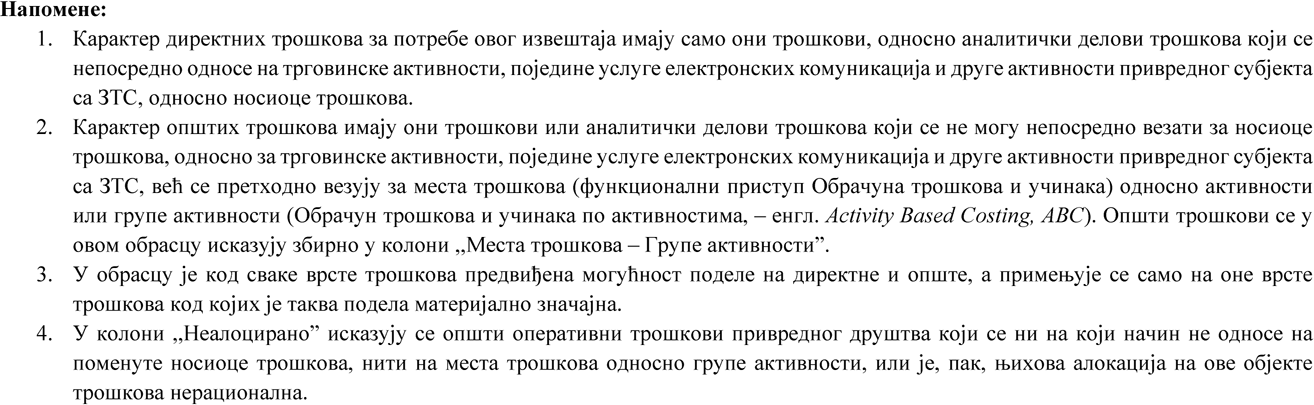 Напомене:
1. Карактер директних трошкова за потребе овог извештаја имају само они трошкови, односно аналитички делови трошкова који се
непосредно односе на трговинске активности, поједине услуге електронских комуникација и друге активности привредног субјекта
са ЗТС, односно носиоце трошкова.
2. Карактер општих трошкова имају они трошкови или аналитички делови трошкова који се не могу непосредно везати за носиоце
трошкова, односно за трговинске активности, поједине услуге електронских комуникација и друге активности привредног субјекта
са ЗТС, већ се претходно везују за места трошкова (функционални приступ Обрачуна трошкова и учинака) односно активности
или групе активности (Обрачун трошкова и учинака по активностима, – енгл. Activity Based Costing, ABC). Општи трошкови се у
овом обрасцу исказују збирно у колони ,,Места трошкова – Групе активности”.
3. У обрасцу је код сваке врсте трошкова предвиђена могућност поделе на директне и опште, а примењује се само на оне врсте
трошкова код којих је таква подела материјално значајна.
4. У колони ,,Неалоцирано” исказују се општи оперативни трошкови привредног друштва који се ни на који начин не односе на
поменуте носиоце трошкова, нити на места трошкова односно групе активности, или је, пак, њихова алокација на ове објекте
трошкова нерационална.